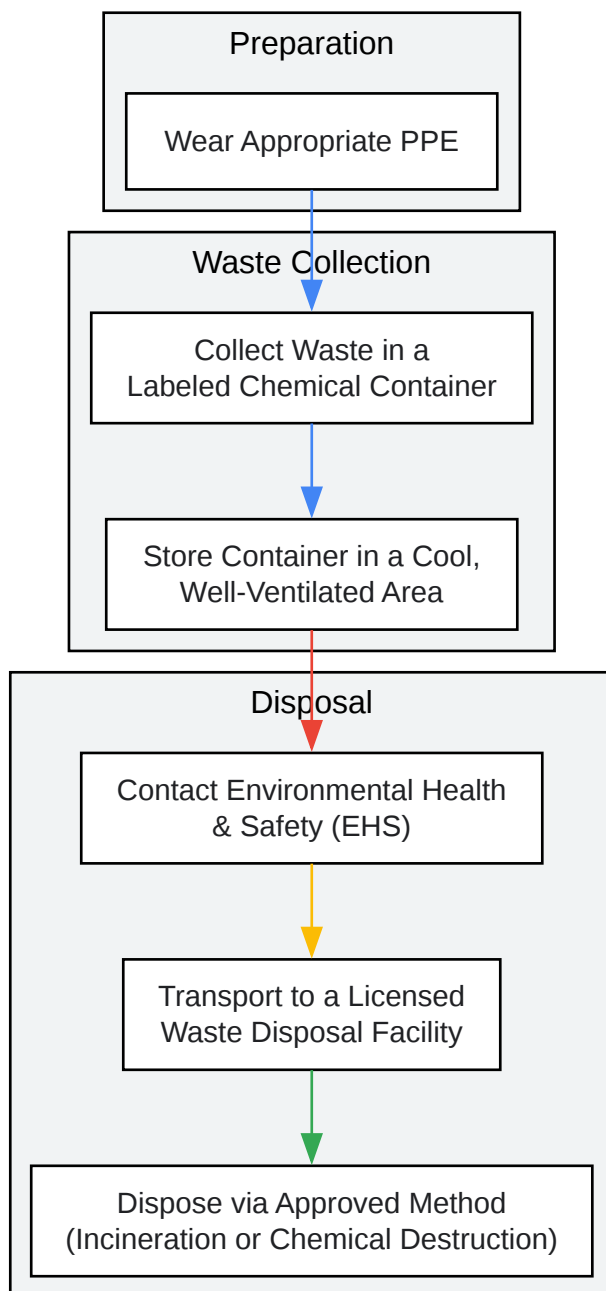 Preparation
Wear Appropriate PPE
Waste Collection
Collect Waste in a
Labeled Chemical Container
Store Container in a Cool,
Well-Ventilated Area
Disposal
Contact Environmental Health
& Safety (EHS)
Transport to a Licensed
Waste Disposal Facility
Dispose via Approved Method
(Incineration or Chemical Destruction)